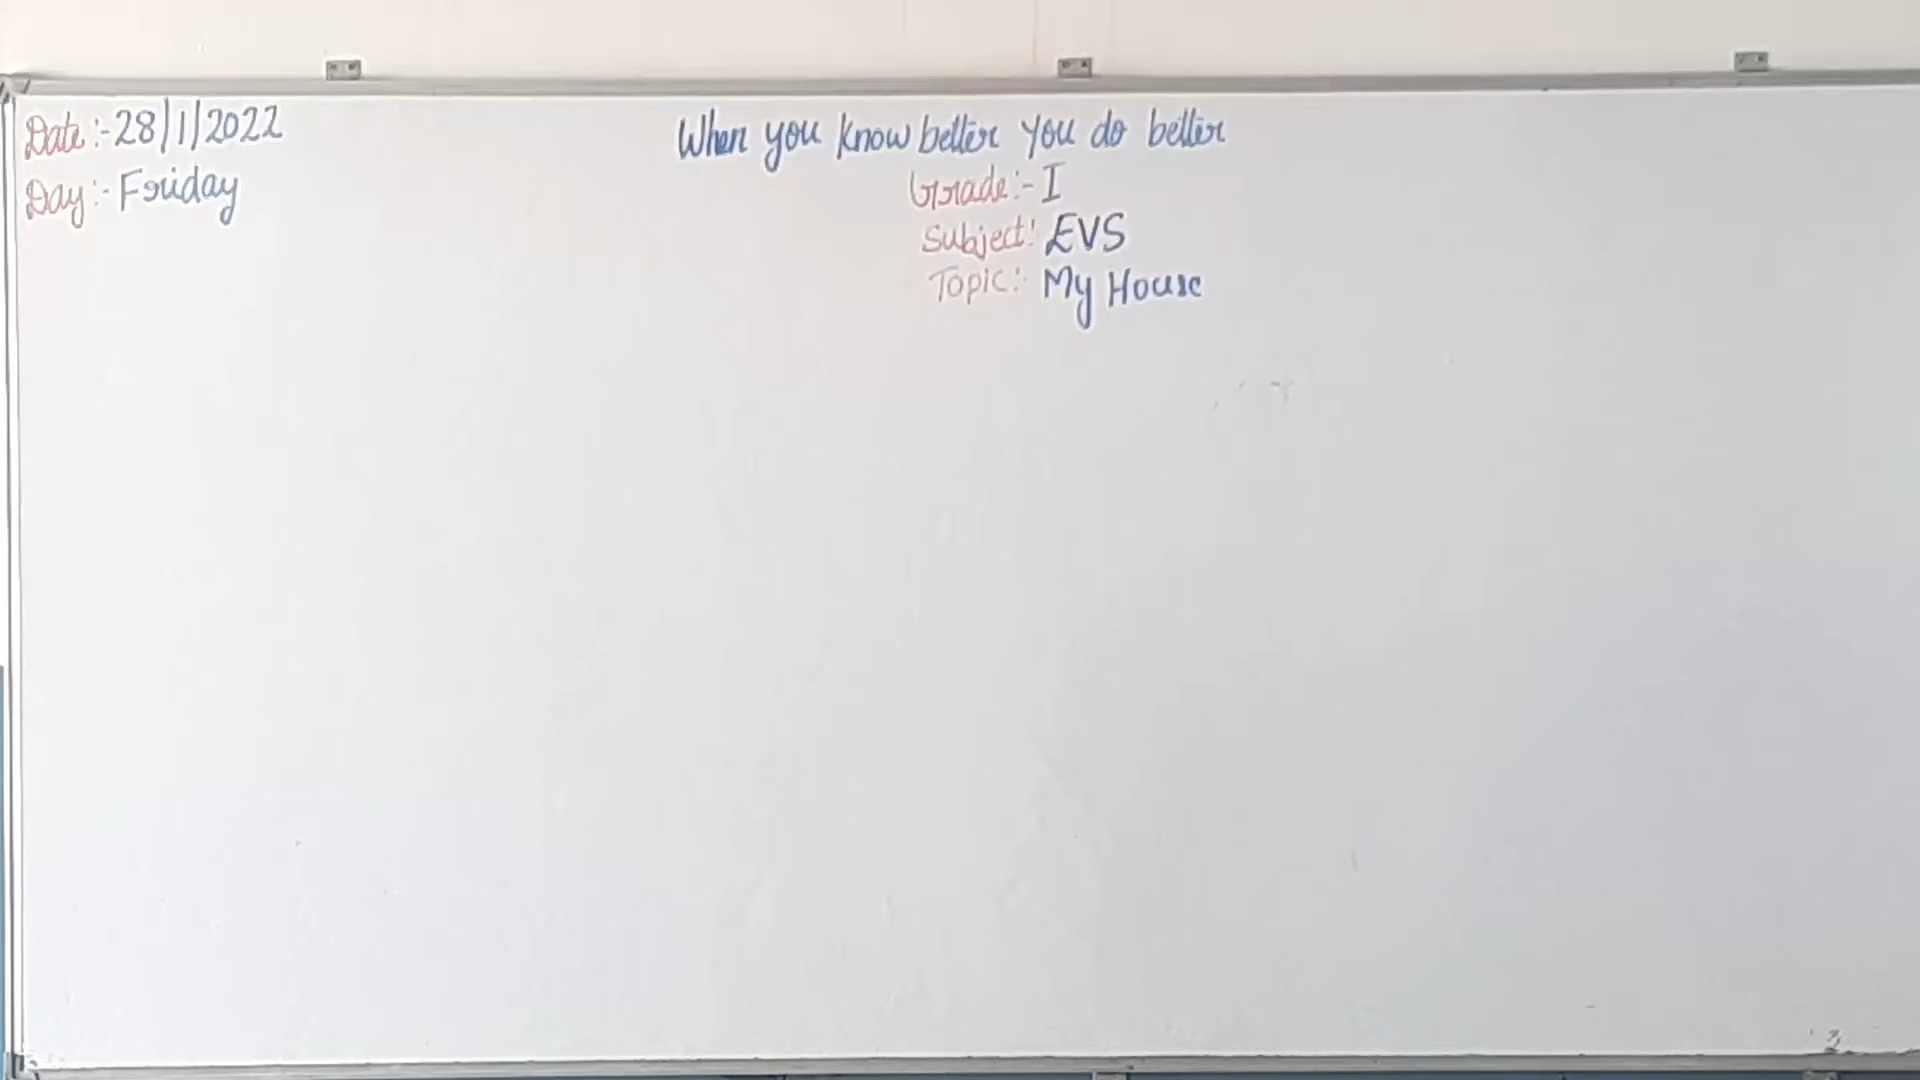 Date:-28/1/2022
Day:-Friday
When you know better you do better
Grade:-I
Subject:-EVS
Topic:-My House